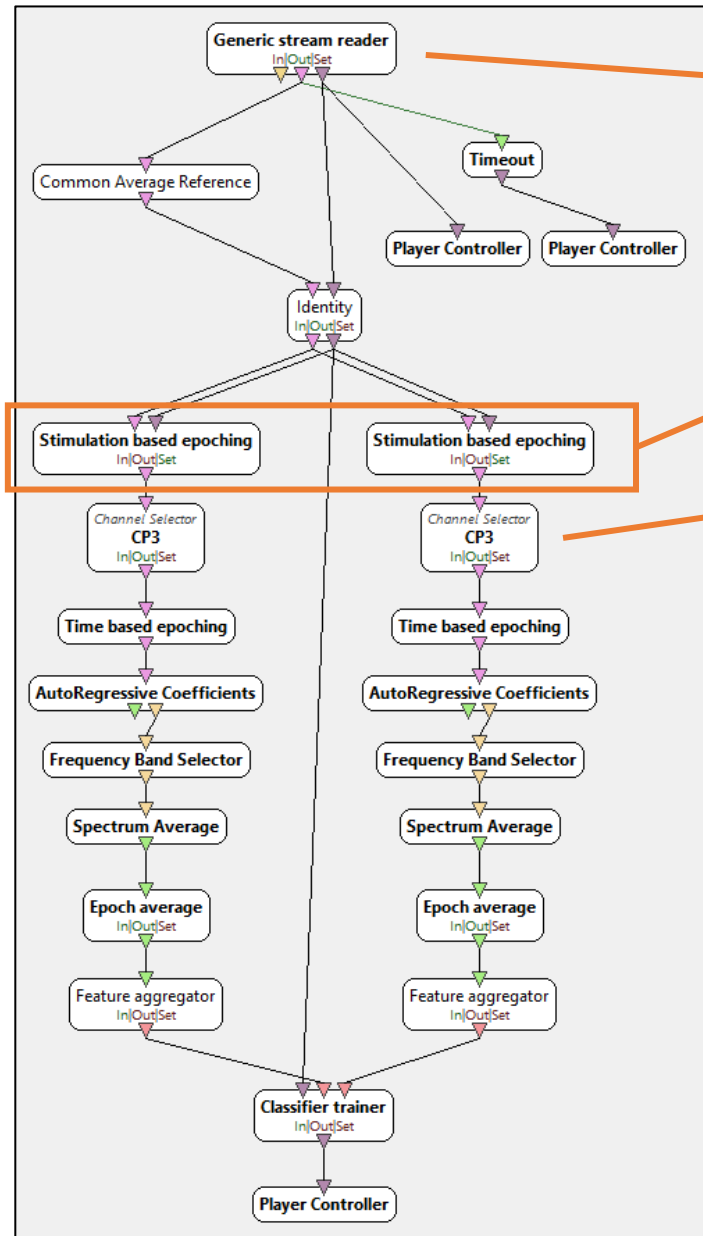 Generic stream reader
In|Out|Set
Timeout
Common Average Reference
Player Controller
Player Controller
Identity
In|Out|Set
Stimulation based epoching
In|Out|Set
Stimulation based epoching
In|Out|Set
Channel Selector
CP3
In|Out|Set
Channel Selector
CP3
In|Out|Set
Time based epoching
Time based epoching
AutoRegressive Coefficients
AutoRegressive Coefficients
Frequency Band Selector
Frequency Band Selector
Spectrum Average
Spectrum Average
Epoch average
In|Out|Set
Epoch average
In|Out|Set
Feature aggregator
In|Out|Set
Feature aggregator
In|Out|Set
Classifier trainer
In|Out|Set
Player Controller